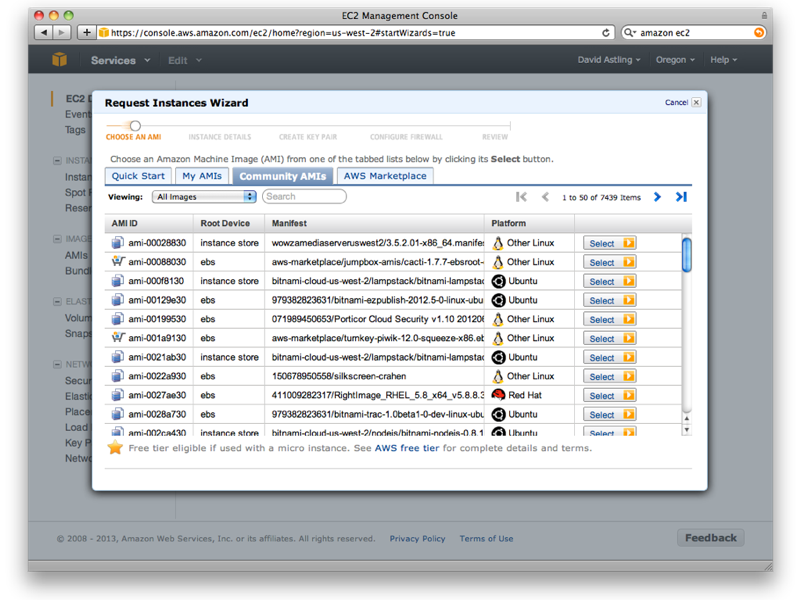 EC2 Management Console
https://console.aws.amazon.com/ec2/home?region=us-west-2#startWizards=true
amazon ec2
Services Edit David Astling Oregon Help
EC2 D
Event
Tags
INSTA
Instan
Spot
Reser
IMAGE
AMIs
Bundl
ELAST
Volum
Snaps
NETW
Secur
Elasti
Place
Load
Key P
Netwo
Request Instances Wizard Cancel
CHOOSE AN AMI INSTANCE DETAILS CREATE KEY PAIR CONFIGURE FIREWALL REVIEW
Choose an Amazon Machine Image (AMI) from one of the tabbed lists below by clicking its Select button.
Quick Start My AMIs Community AMIs AWS Marketplace
Viewing: All Images Search 1 to 50 of 7439 Items
AMI ID Root Device Manifest Platform
ami-00028830 instance store wowzamediaserveruswest2/3.5.2.01-x86_64.manifes Other Linux Select
ami-00088030 ebs aws-marketplace/jumpbox-amis/cacti-1.7.7-ebsroot- Other Linux Select
ami-000f8130 instance store bitnami-cloud-us-west-2/lampstack/bitnami-lampstac Ubuntu Select
ami-00129e30 ebs 979382823631/bitnami-ezpublish-2012.5-0-linux-ubu Ubuntu Select
ami-00199530 ebs 071989450653/Porticor Cloud Security v1.10 201206 Other Linux Select
ami-001a9130 ebs aws-marketplace/turnkey-piwik-12.0-squeeze-x86.eb Other Linux Select
ami-0021ab30 instance store bitnami-cloud-us-west-2/lampstack/bitnami-lampstac Ubuntu Select
ami-0022a930 ebs 150678950558/silkscreen-crahen Other Linux Select
ami-0027ae30 ebs 411009282317/RightImage_RHEL_5.8_x64_v5.8.8.3 Red Hat Select
ami-0028a730 ebs 979382823631/bitnami-trac-1.0beta1-0-dev-linux-ubu Ubuntu Select
ami-002ca430 instance store bitnami-cloud-us-west-2/nodejs/bitnami-nodejs-0.8.1 Ubuntu Select
Free tier eligible if used with a micro instance. See AWS free tier for complete details and terms.
© 2008 - 2013, Amazon Web Services, Inc. or its affiliates. All rights reserved. Privacy Policy Terms of Use Feedback